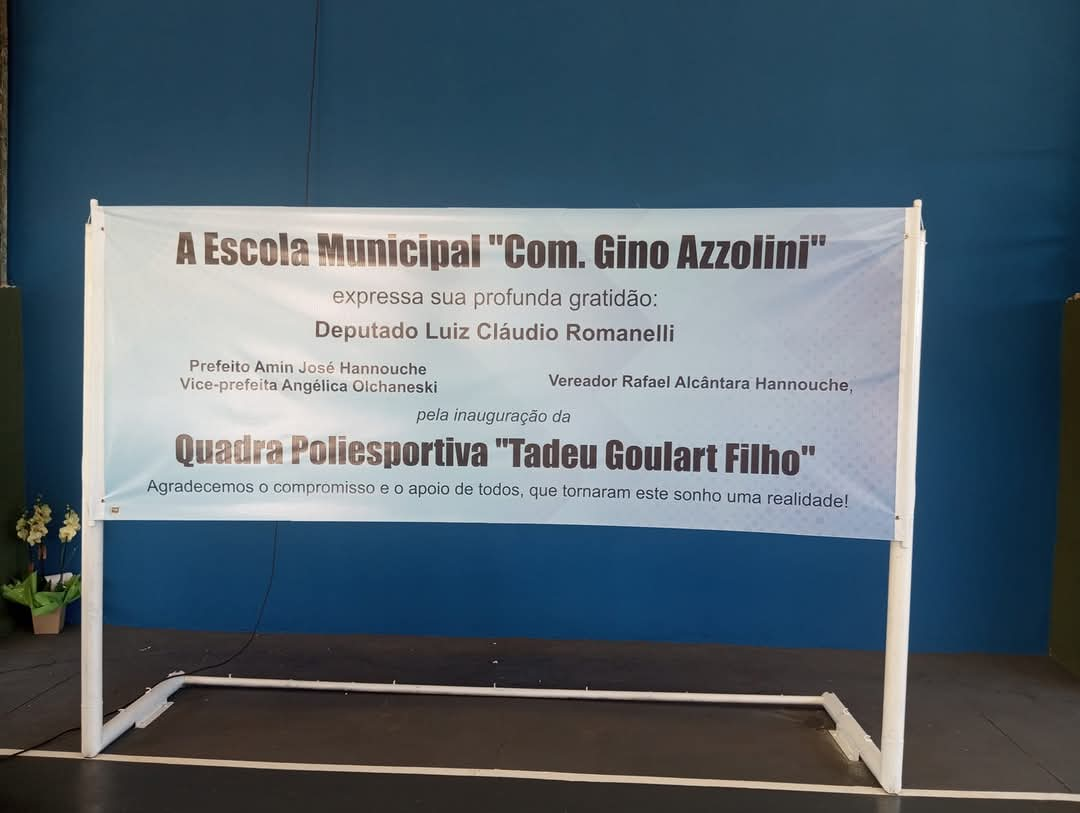 A Escola Municipal "Com. Gino Azzolini"
expressa sua profunda gratidão:
Deputado Luiz Cláudio Romanelli
Prefeito Amin José Hannouche
Vice-prefeita Angélica Olchaneski
Vereador Rafael Alcântara Hannouche,
pela inauguração da
Quadra Poliesportiva "Tadeu Goulart Filho"
Agradecemos o compromisso e o apoio de todos, que tornaram este sonho uma realidade!